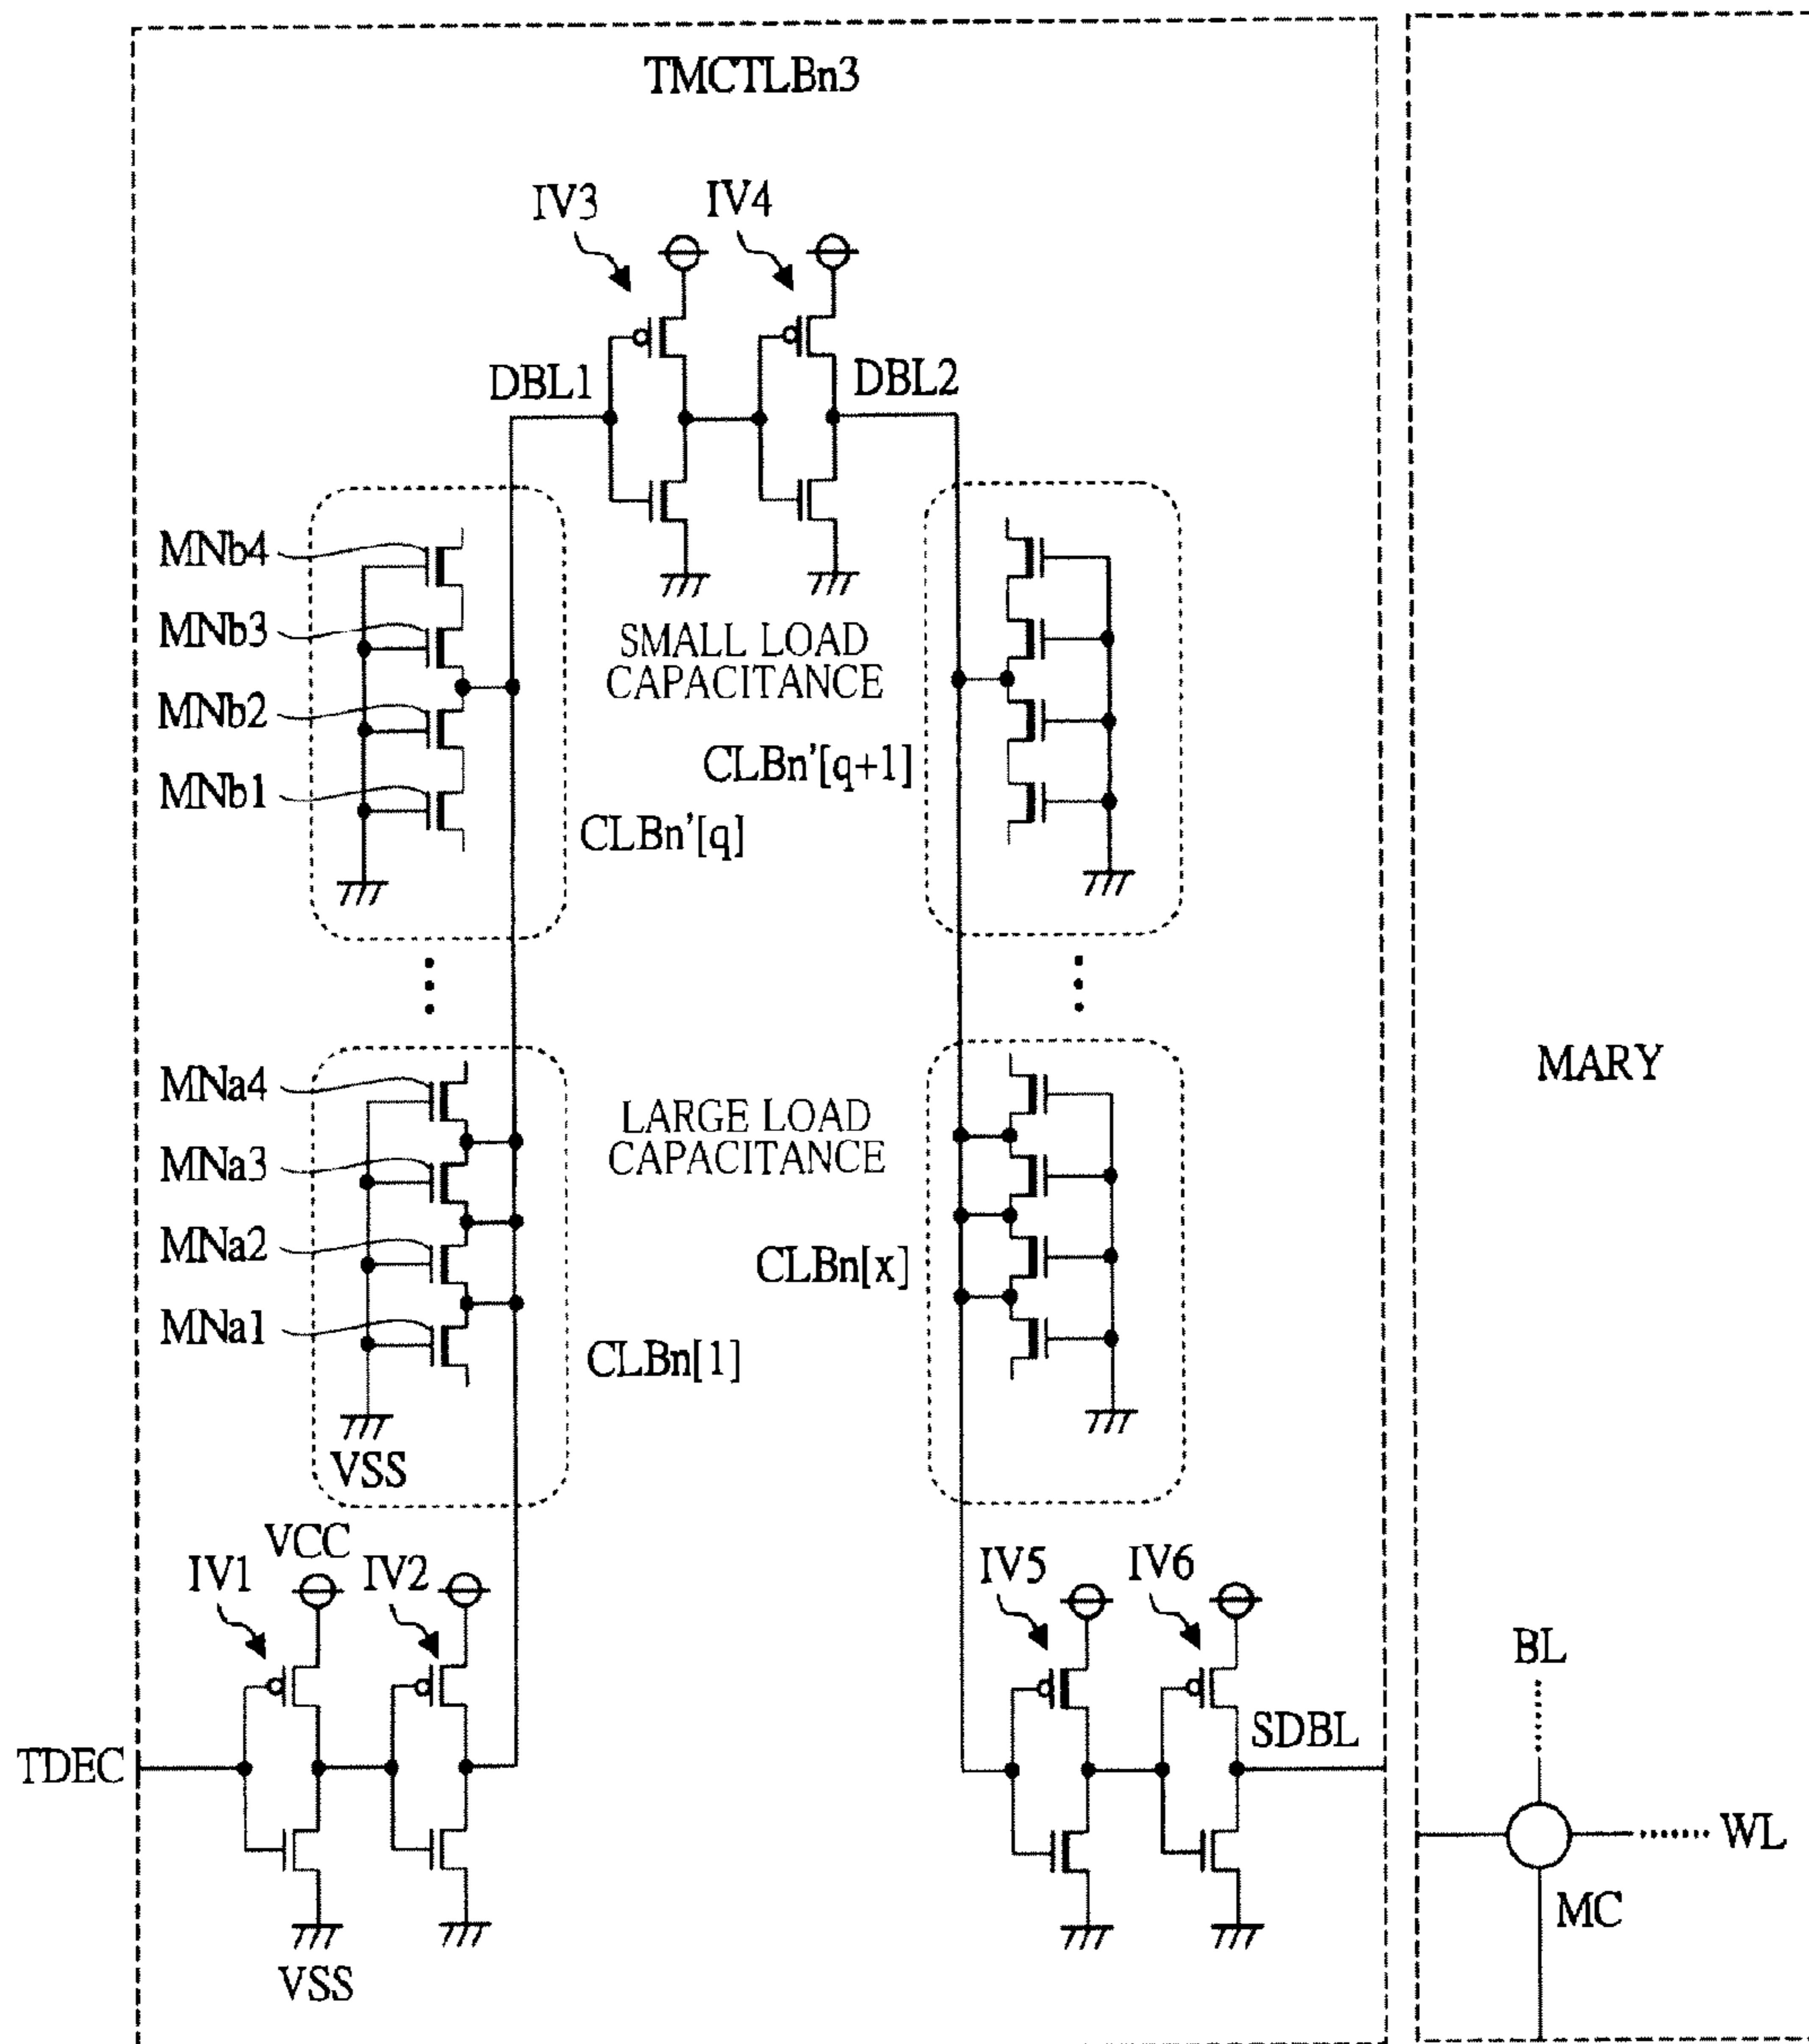 TMCTLBn3
IV3
IV4
DBL1
DBL2
MNb4
MNb3
MNb2
MNb1
SMALL LOAD
CAPACITANCE
CLBn'[q+1]
CLBn'[q]
MNa4
MNa3
MNa2
MNa1
LARGE LOAD
CAPACITANCE
MARY
CLBn[x]
CLBn[1]
VSS
VCC
IV1
IV2
IV5
IV6
BL
TDEC
SDBL
WL
MC
VSS